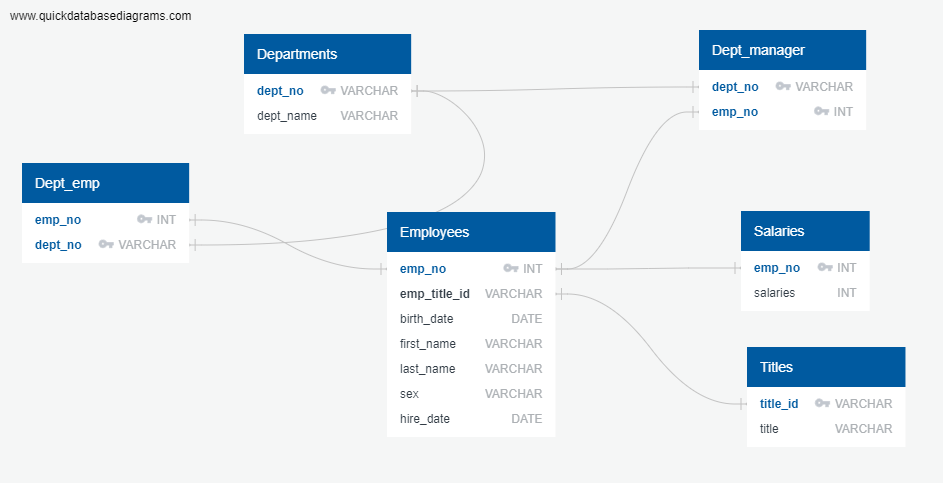 www.quickdatabasediagrams.com
Departments
dept_no VARCHAR
dept_name VARCHAR
Dept_manager
dept_no VARCHAR
emp_no INT
Dept_emp
emp_no INT
dept_no VARCHAR
Employees
emp_no INT
emp_title_id VARCHAR
birth_date DATE
first_name VARCHAR
last_name VARCHAR
sex VARCHAR
hire_date DATE
Salaries
emp_no INT
salaries INT
Titles
title_id VARCHAR
title VARCHAR